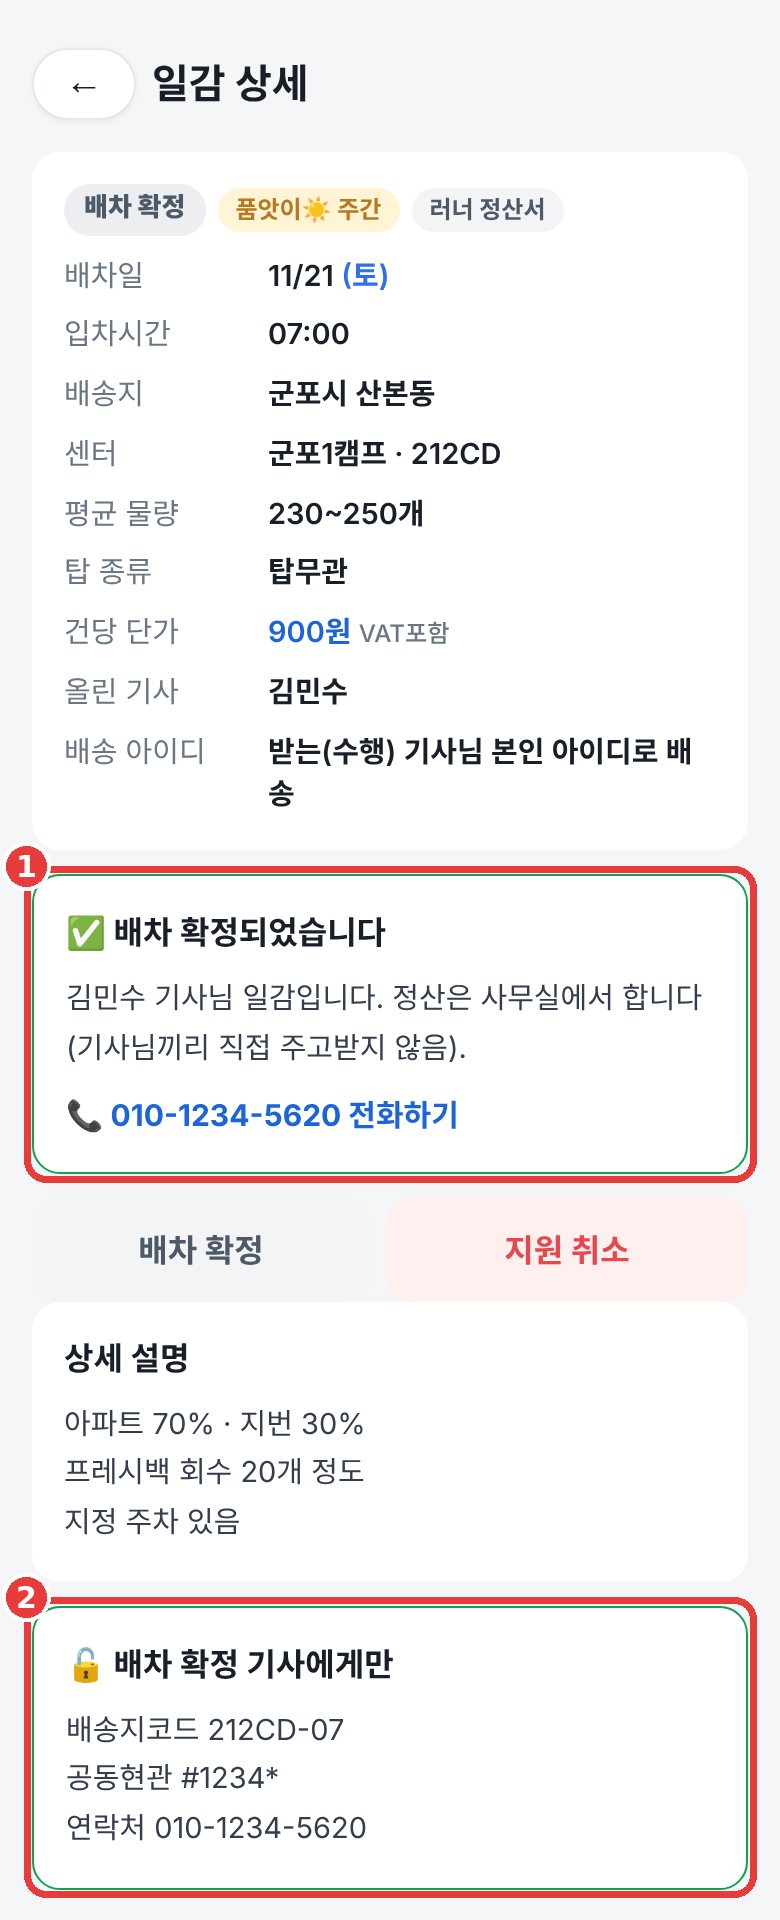 ← 일감 상세
배차 확정 품앗이☀️ 주간 러너 정산서
배차일 11/21 (토)
입차시간 07:00
배송지 군포시 산본동
센터 군포1캠프 · 212CD
평균 물량 230~250개
탑 종류 탑무관
건당 단가 900원 VAT포함
올린 기사 김민수
배송 아이디 받는(수행) 기사님 본인 아이디로 배
송
1
✅ 배차 확정되었습니다
김민수 기사님 일감입니다. 정산은 사무실에서 합니다
(기사님끼리 직접 주고받지 않음).
📞 010-1234-5620 전화하기
배차 확정 지원 취소
상세 설명
아파트 70% · 지번 30%
프레시백 회수 20개 정도
지정 주차 있음
2
🔓 배차 확정 기사에게만
배송지코드 212CD-07
공동현관 #1234*
연락처 010-1234-5620